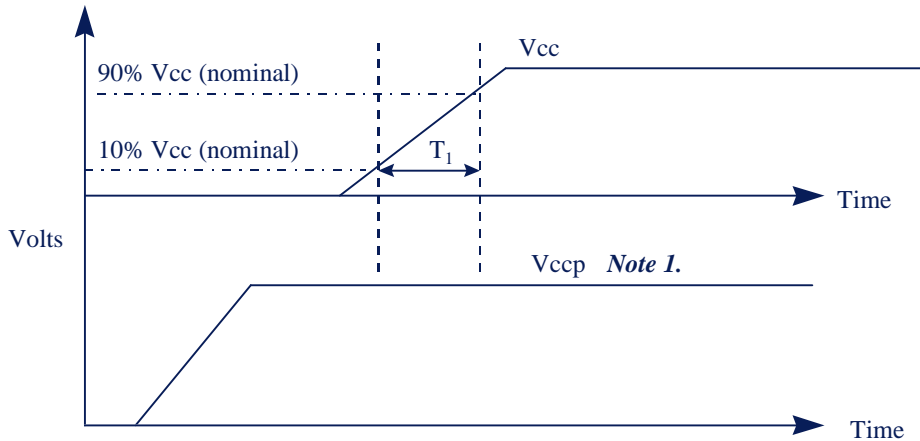 Vcc
90% Vcc (nominal)
10% Vcc (nominal)
T1
Time
Volts
Vccp Note 1.
Time